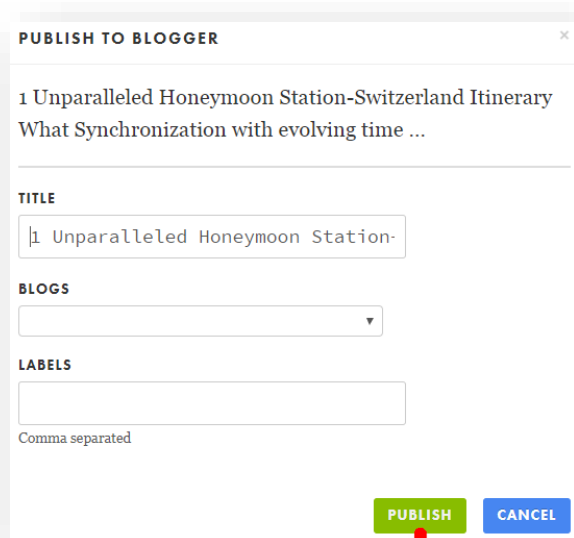 PUBLISH TO BLOGGER ×
1 Unparalleled Honeymoon Station-Switzerland Itinerary
What Synchronization with evolving time ...
TITLE
1 Unparalleled Honeymoon Station-
BLOGS
LABELS
Comma separated
PUBLISH CANCEL